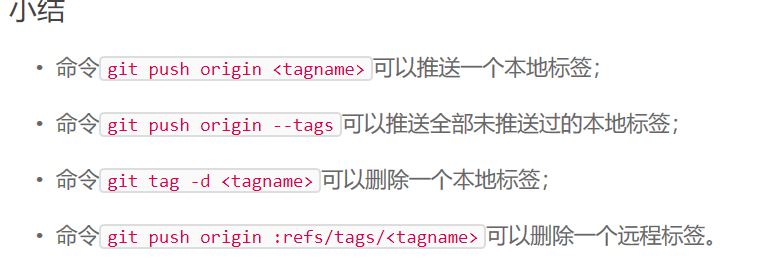 小结
• 命令git push origin <tagname>可以推送一个本地标签；
• 命令git push origin --tags可以推送全部未推送过的本地标签；
• 命令git tag -d <tagname>可以删除一个本地标签；
• 命令git push origin :refs/tags/<tagname>可以删除一个远程标签。